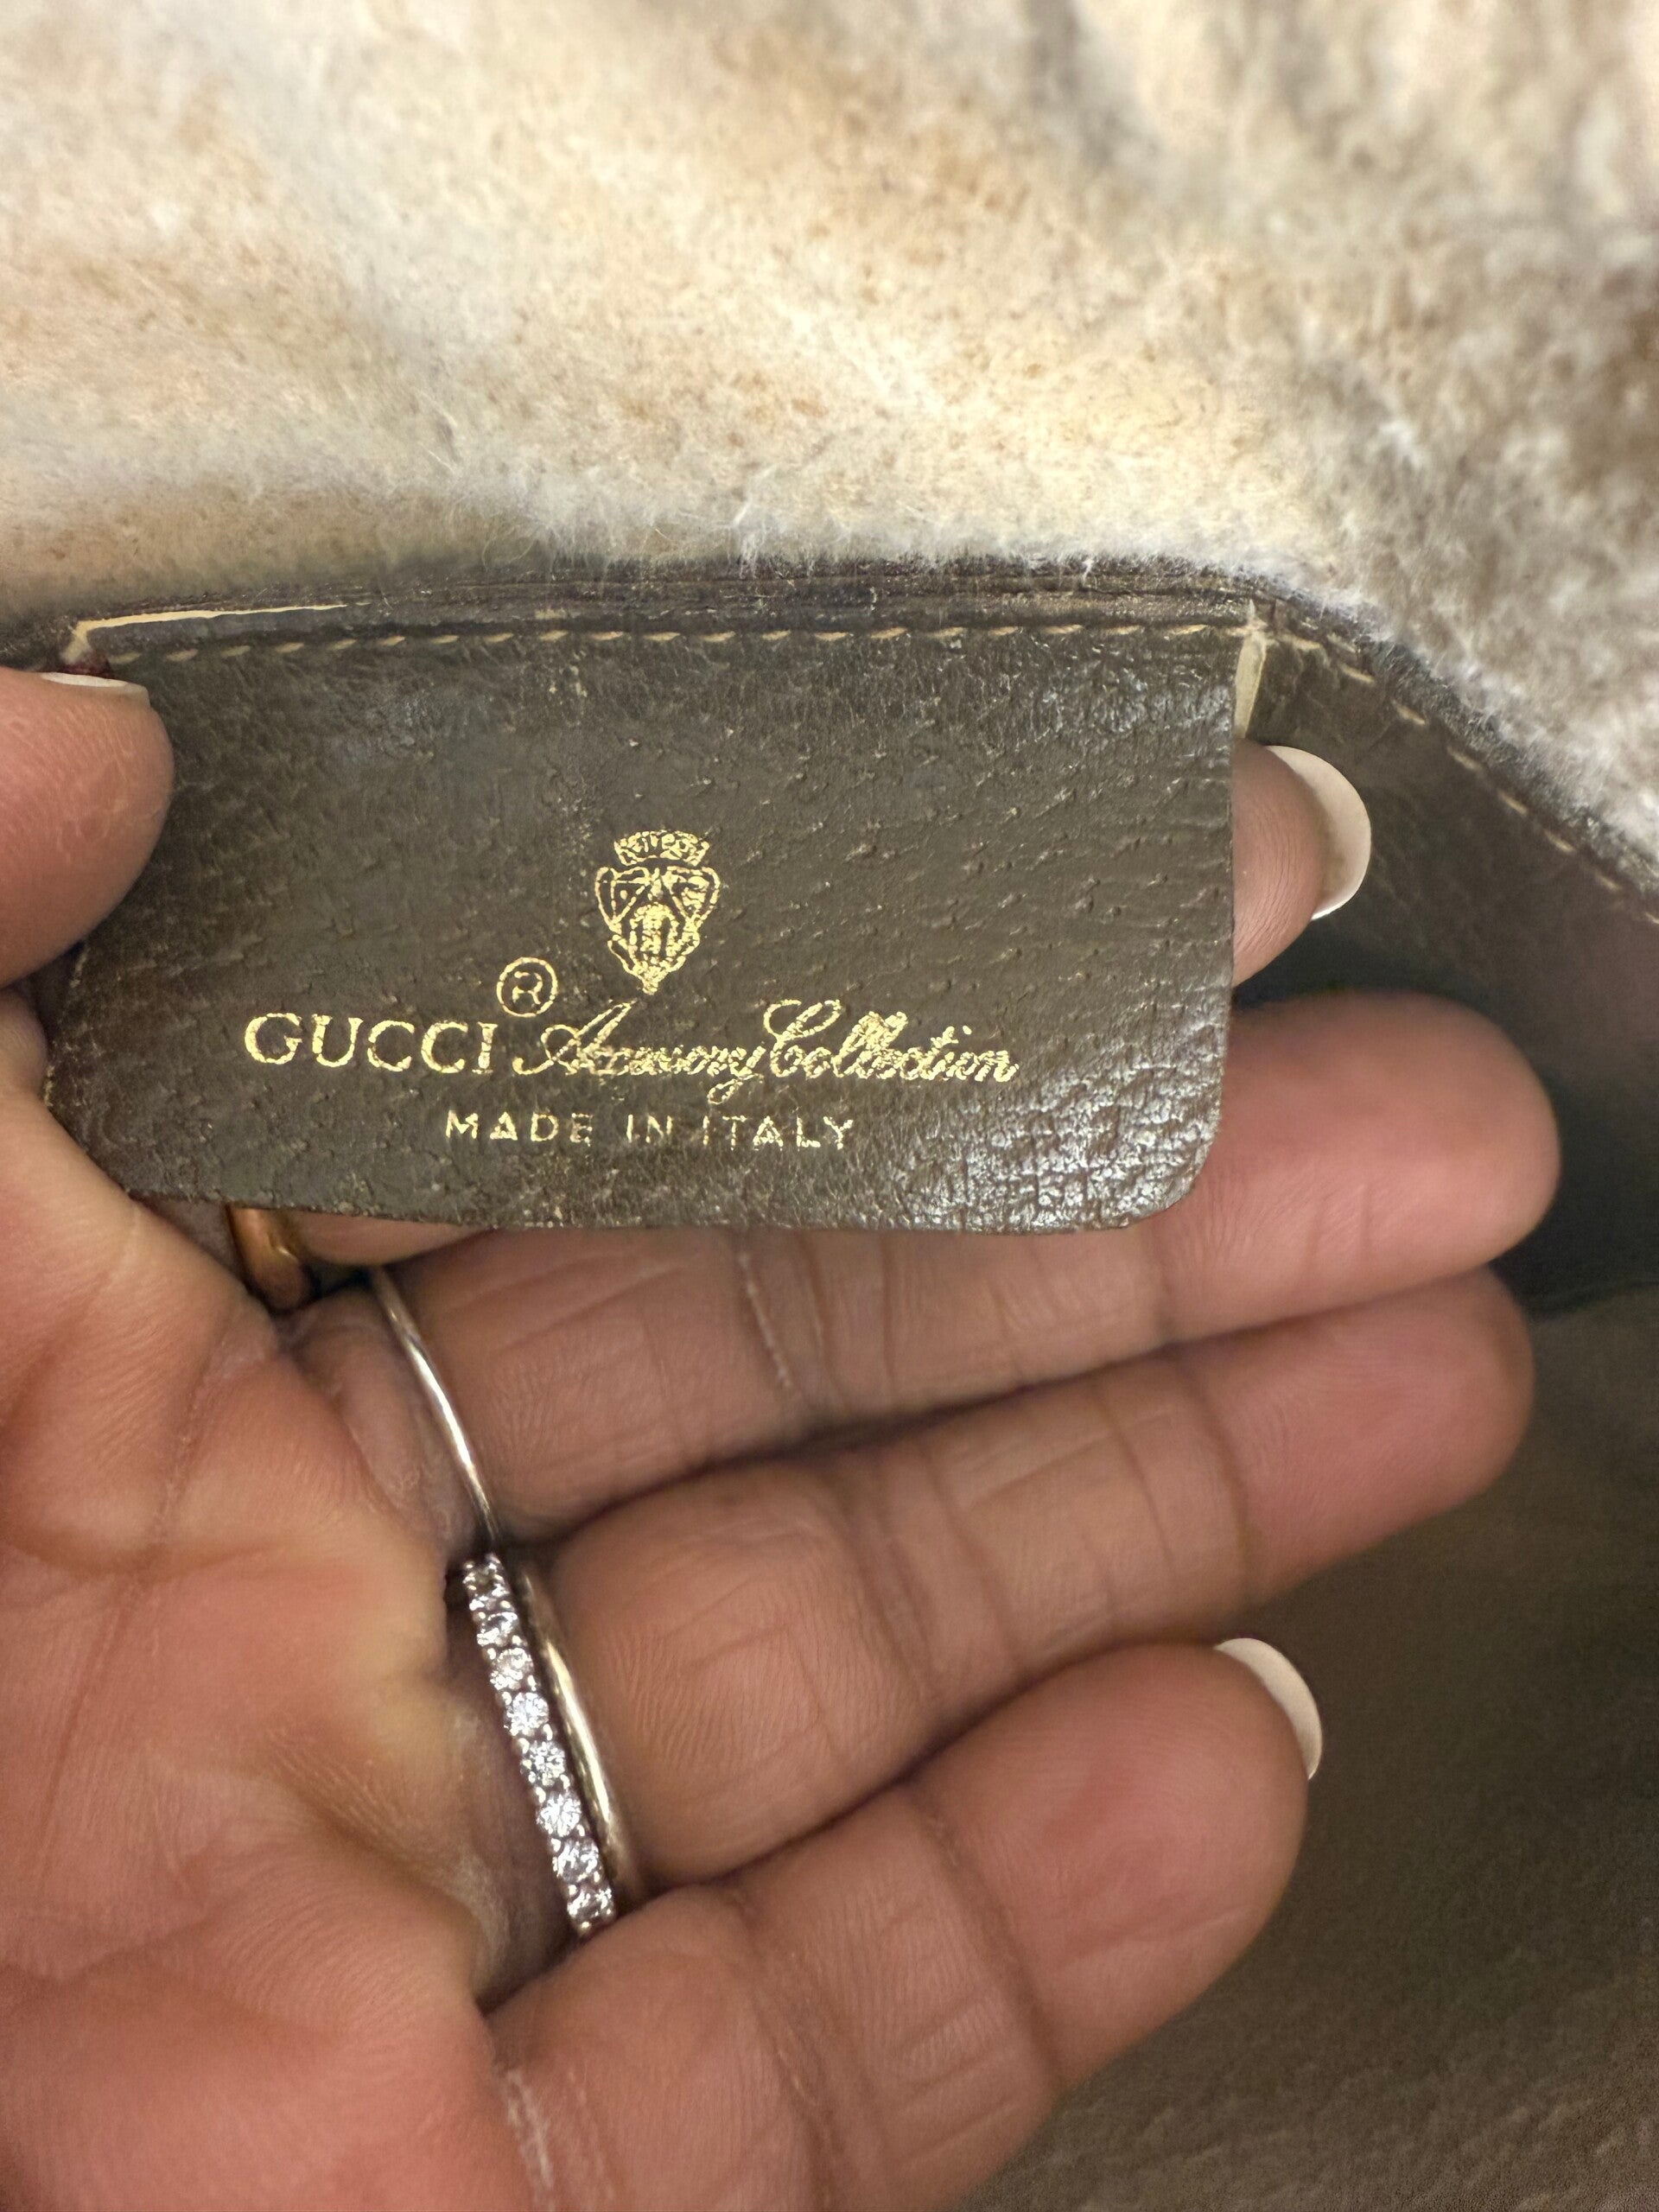 GUCCI ® Accessory Collection
MADE IN ITALY